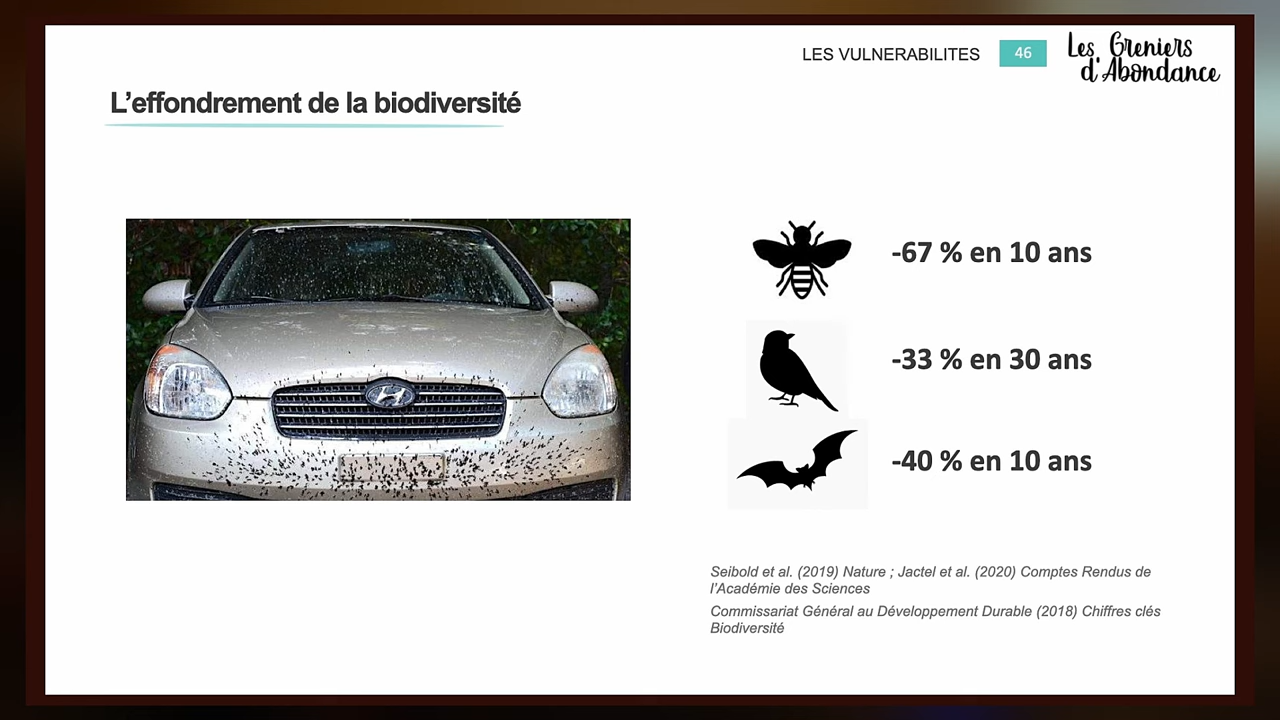 LES VULNERABILITES
46
Les Greniers
d'Abondance
L’effondrement de la biodiversité
-67 % en 10 ans
-33 % en 30 ans
-40 % en 10 ans
Seibold et al. (2019) Nature ; Jactel et al. (2020) Comptes Rendus de
l’Académie des Sciences
Commissariat Général au Développement Durable (2018) Chiffres clés
Biodiversité